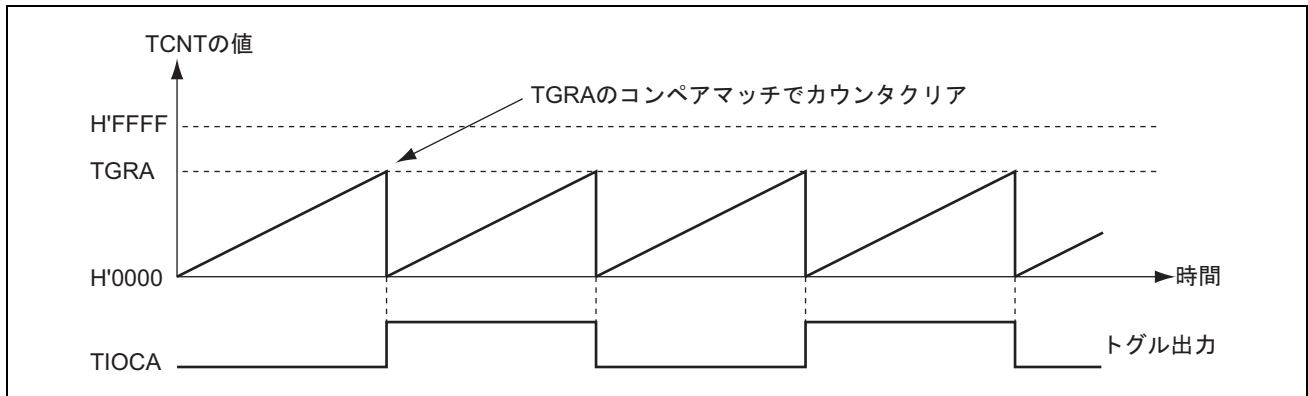 TCNTの値
TGRAのコンペアマッチでカウンタクリア
H'FFFF
TGRA
H'0000
時間
トグル出力
TIOCA